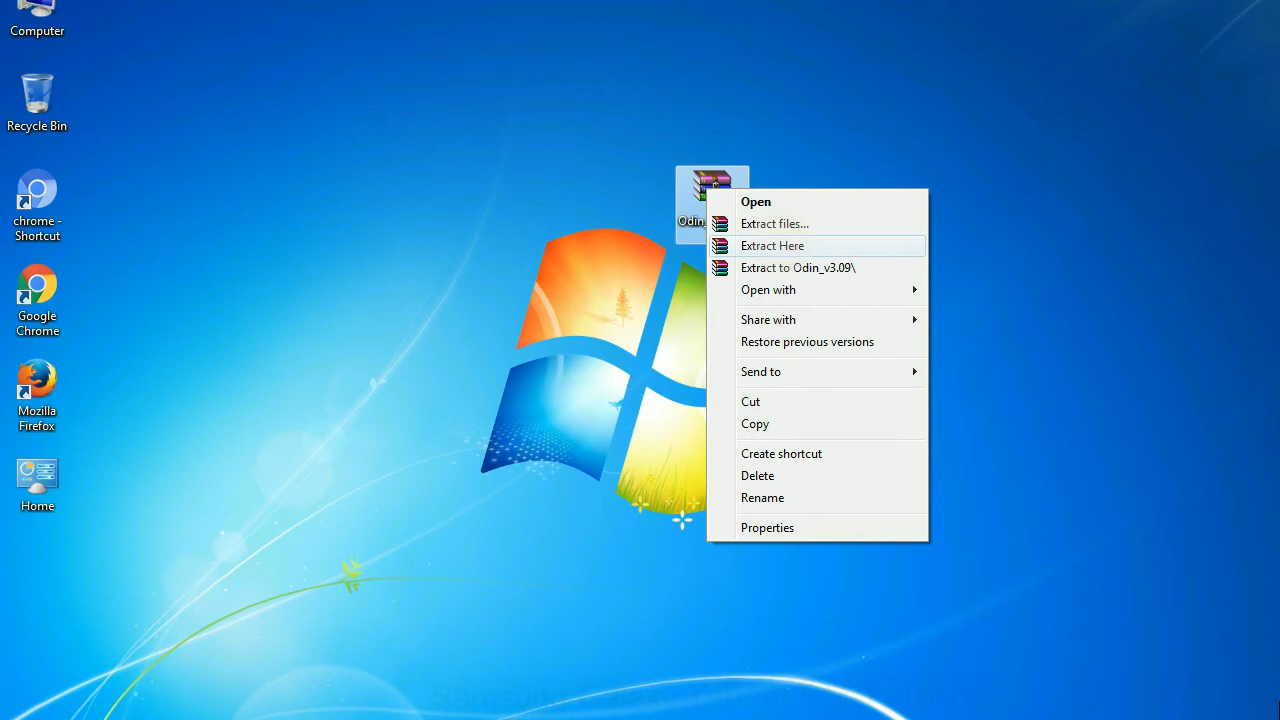 Computer
Recycle Bin
chrome -
Shortcut
Google
Chrome
Mozilla
Firefox
Home
Odin_
Open
Extract files...
Extract Here
Extract to Odin_v3.09\
Open with
Share with
Restore previous versions
Send to
Cut
Copy
Create shortcut
Delete
Rename
Properties